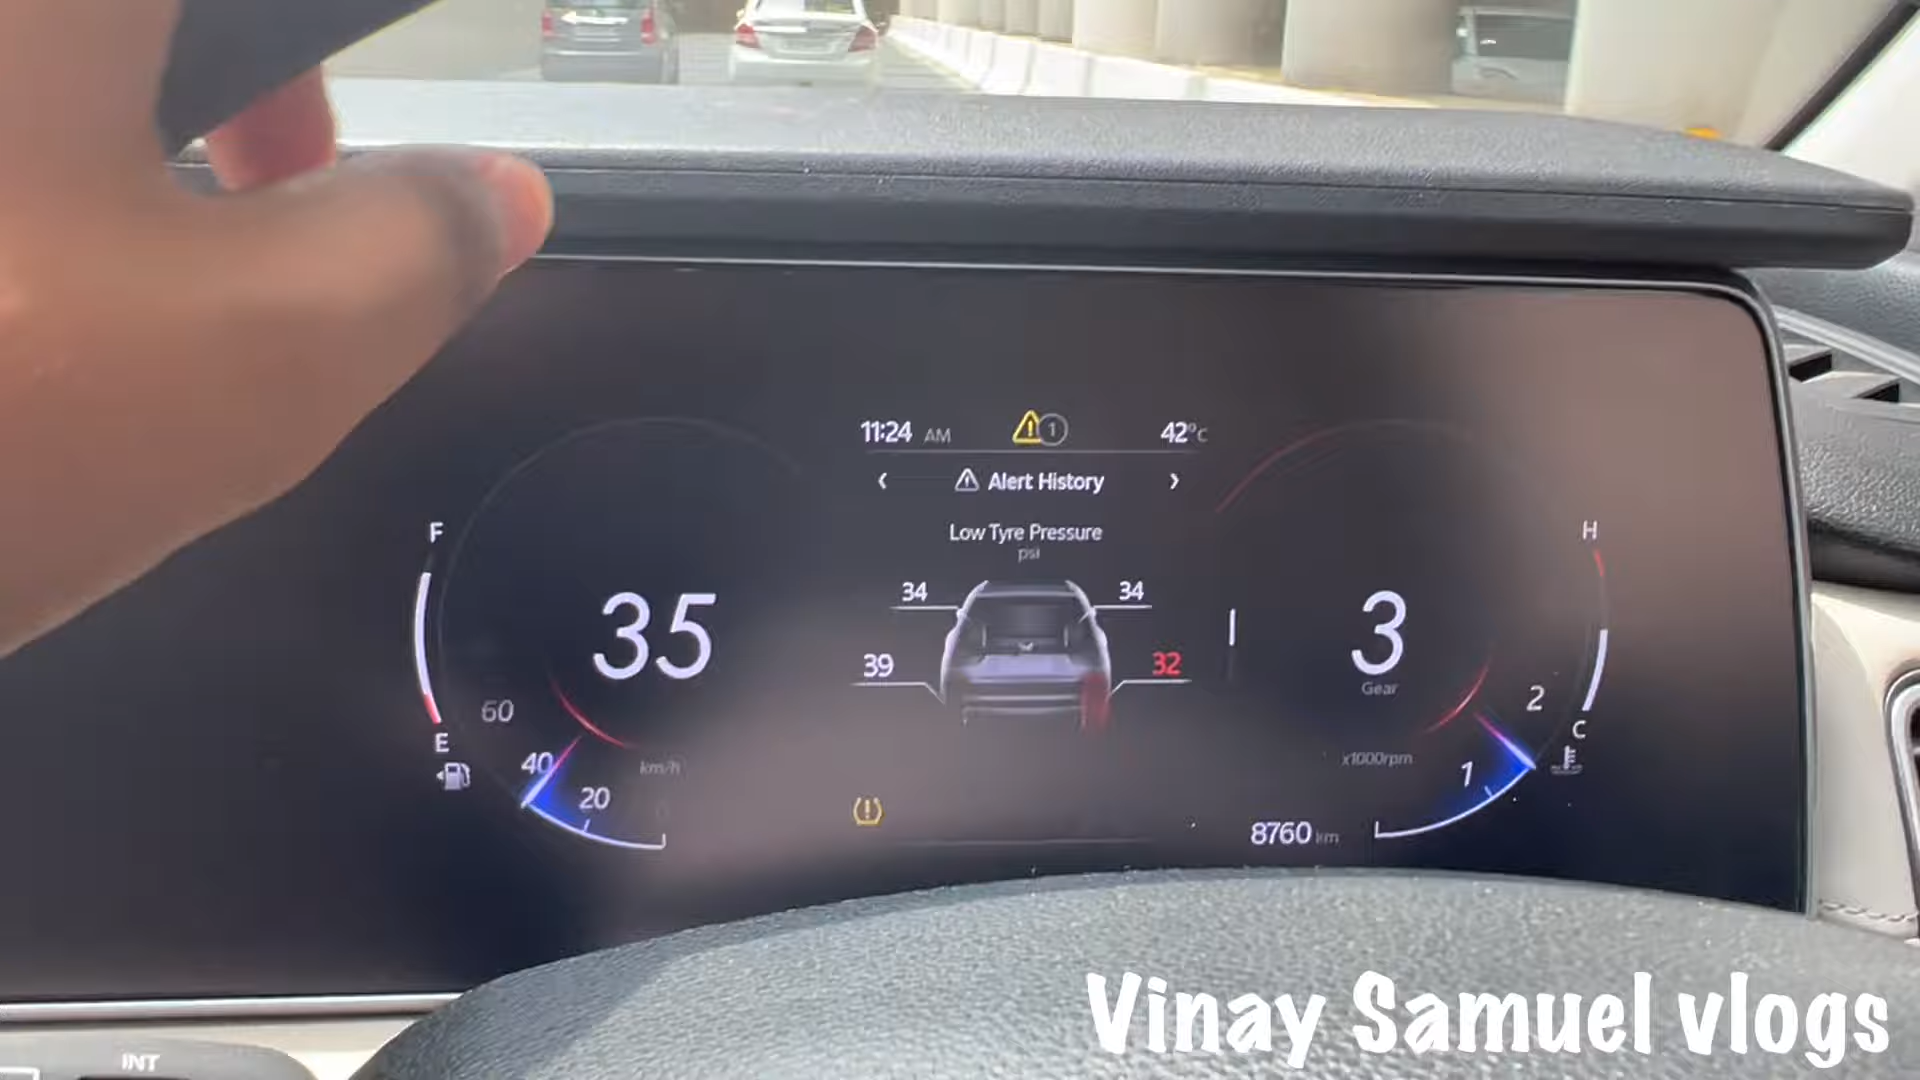 11:24 AM 1 42°C
‹ Alert History ›
Low Tyre Pressure
psi
34 34
39 32
F
35
60
40
20
0
km/h
E
H
3
Gear
2
1
x1000rpm
C
8760 km
INT
Vinay Samuel vlogs